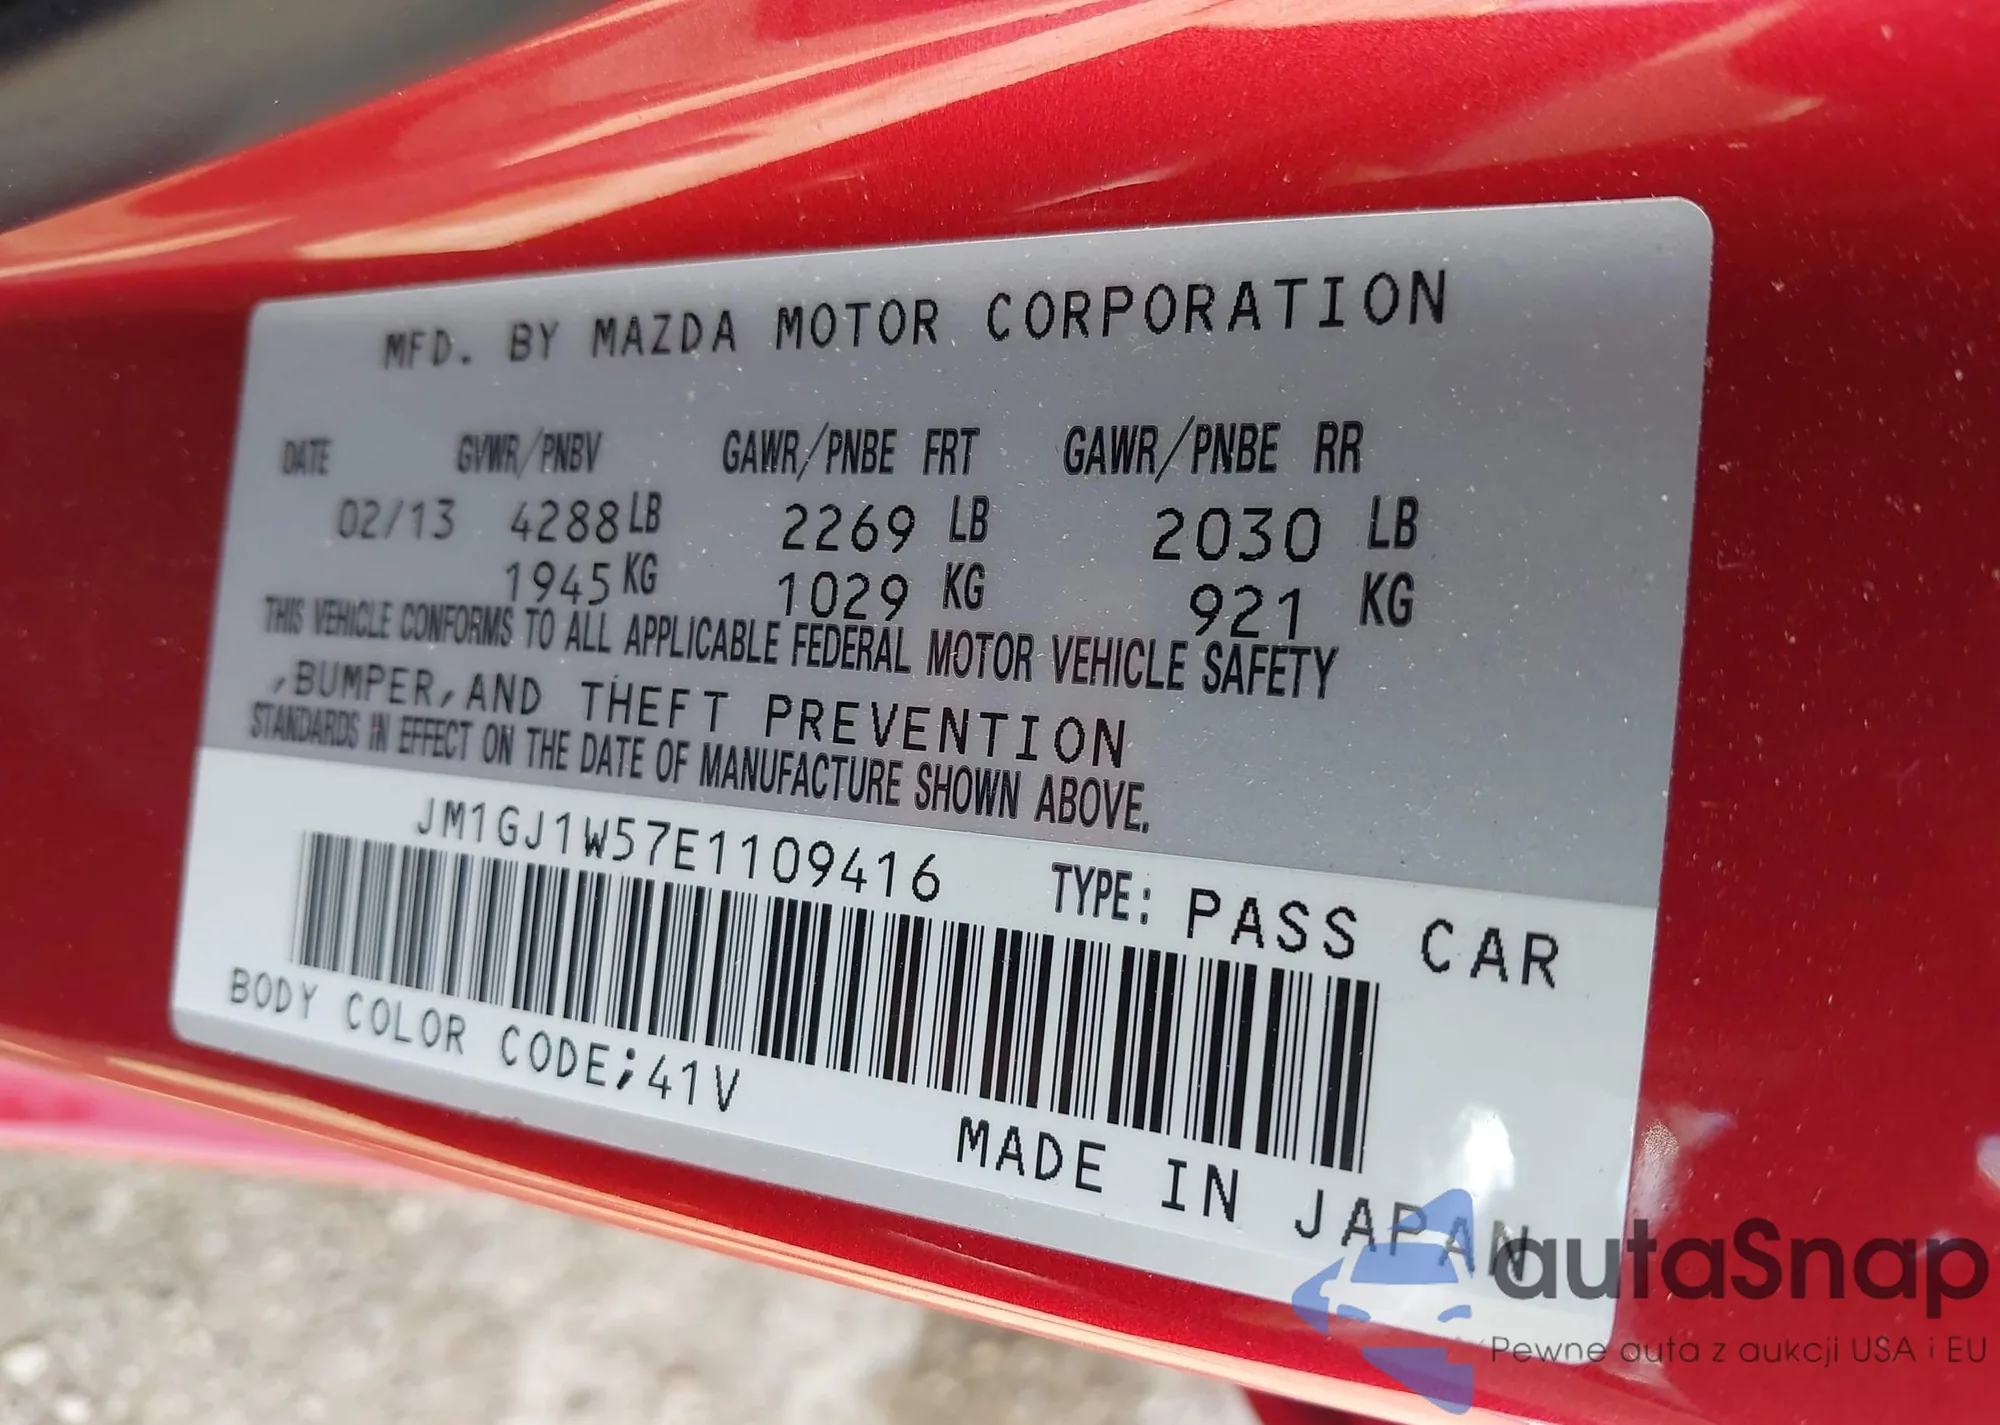 MFD. BY MAZDA MOTOR CORPORATION
DATE GVWR/PNBV GAWR/PNBE FRT GAWR/PNBE RR
02/13 4288 LB 2269 LB 2030 LB
1945 KG 1029 KG 921 KG
THIS VEHICLE CONFORMS TO ALL APPLICABLE FEDERAL MOTOR VEHICLE SAFETY
,BUMPER,AND THEFT PREVENTION
STANDARDS IN EFFECT ON THE DATE OF MANUFACTURE SHOWN ABOVE.
JM1GJ1W57E1109416 TYPE: PASS CAR
BODY COLOR CODE;41V
MADE IN JAPAN
autaSnap
Pewne auta z aukcji USA i EU